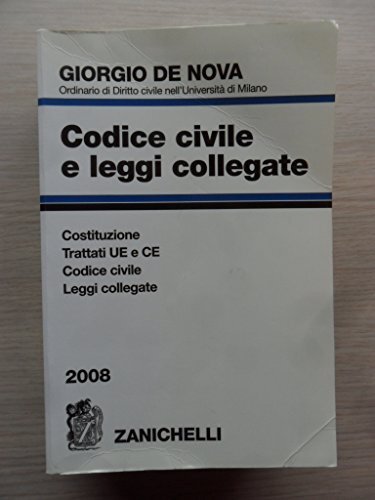 GIORGIO DE NOVA
Ordinario di Diritto civile nell'Università di Milano
Codice civile
e leggi collegate
Costituzione
Trattati UE e CE
Codice civile
Leggi collegate
2008
ZANICHELLI